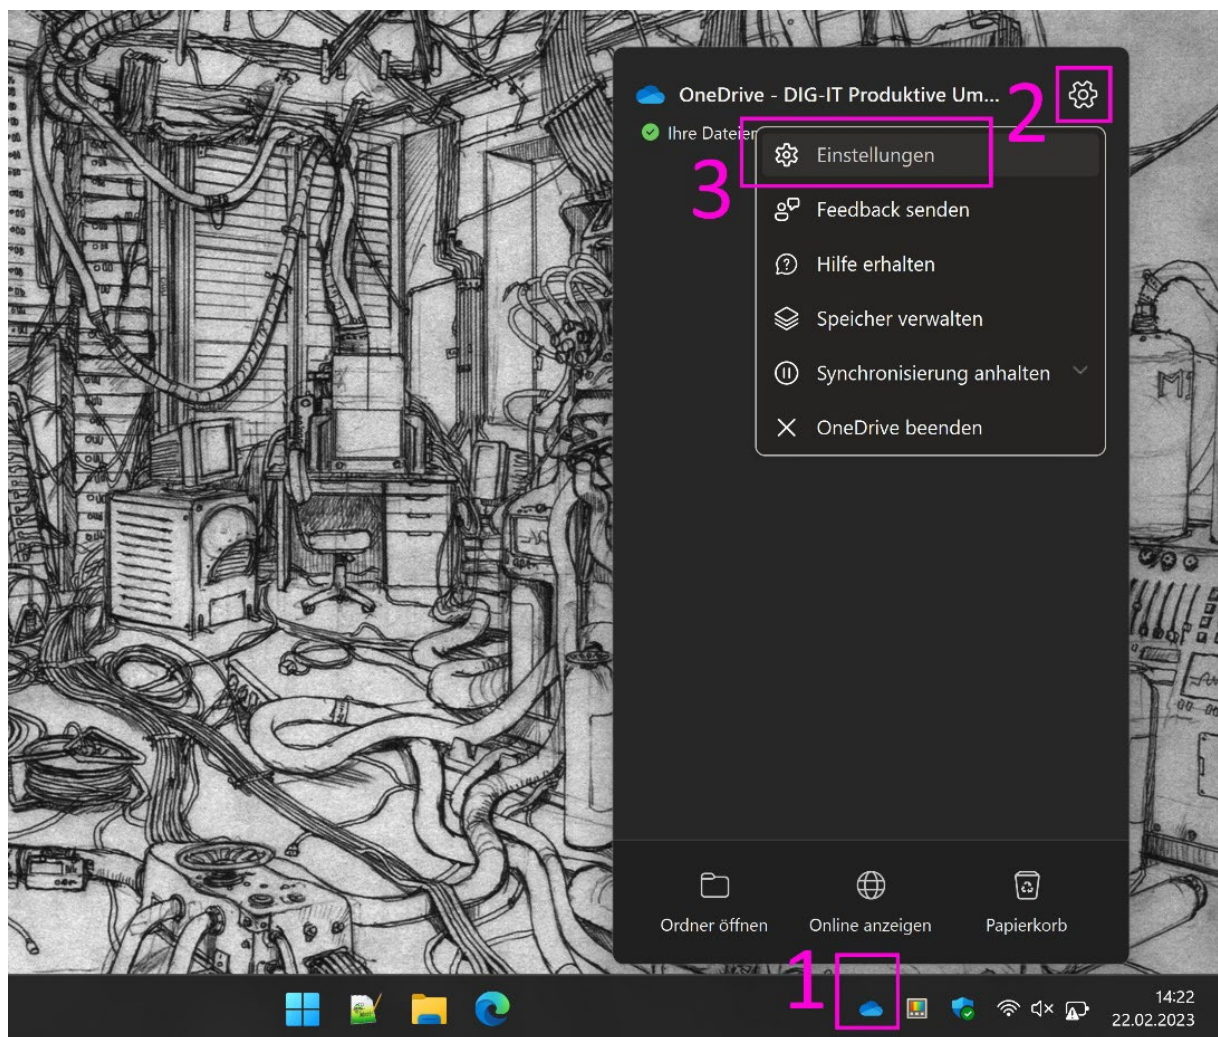 OneDrive - DIG-IT Produktive Um...
2
Ihre Dateien
3
Einstellungen
Feedback senden
Hilfe erhalten
Speicher verwalten
Synchronisierung anhalten
OneDrive beenden
Ordner öffnen
Online anzeigen
Papierkorb
1
14:22
22.02.2023